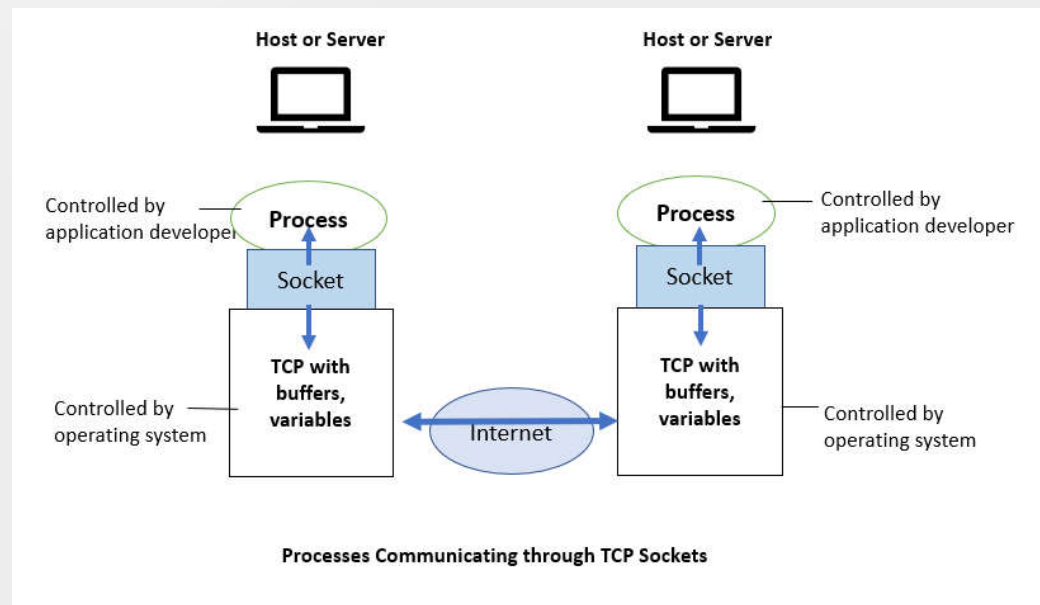 Host or Server
Host or Server
Controlled by
application developer
Process
Process
Controlled by
application developer
Socket
Socket
TCP with
buffers,
variables
TCP with
buffers,
variables
Controlled by
operating system
Internet
Controlled by
operating system
Processes Communicating through TCP Sockets